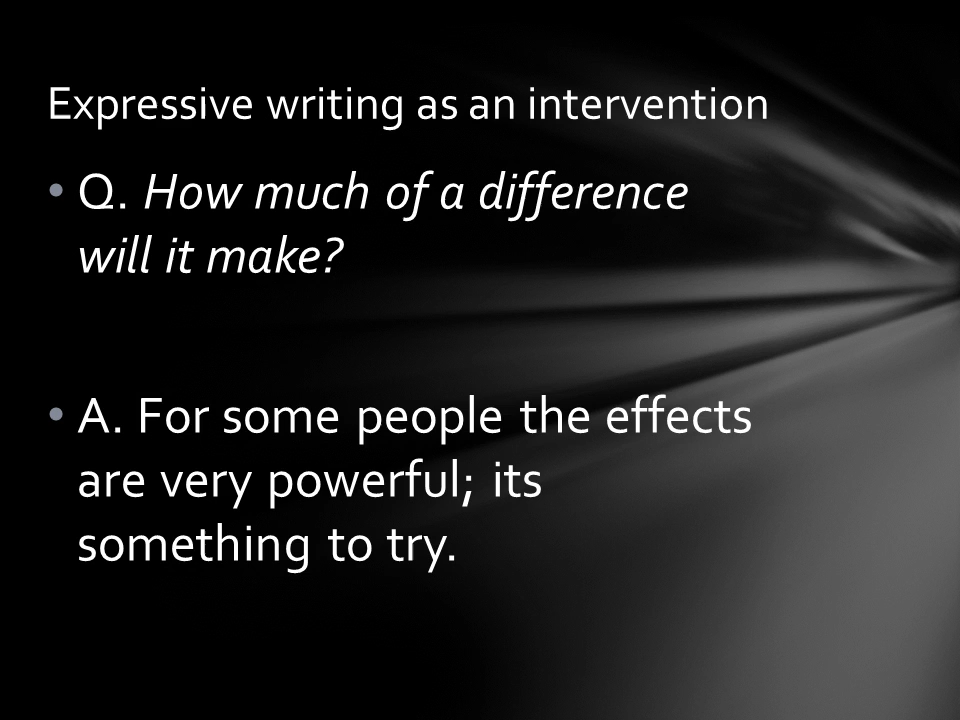 Expressive writing as an intervention
• Q. How much of a difference
will it make?
• A. For some people the effects
are very powerful; its
something to try.